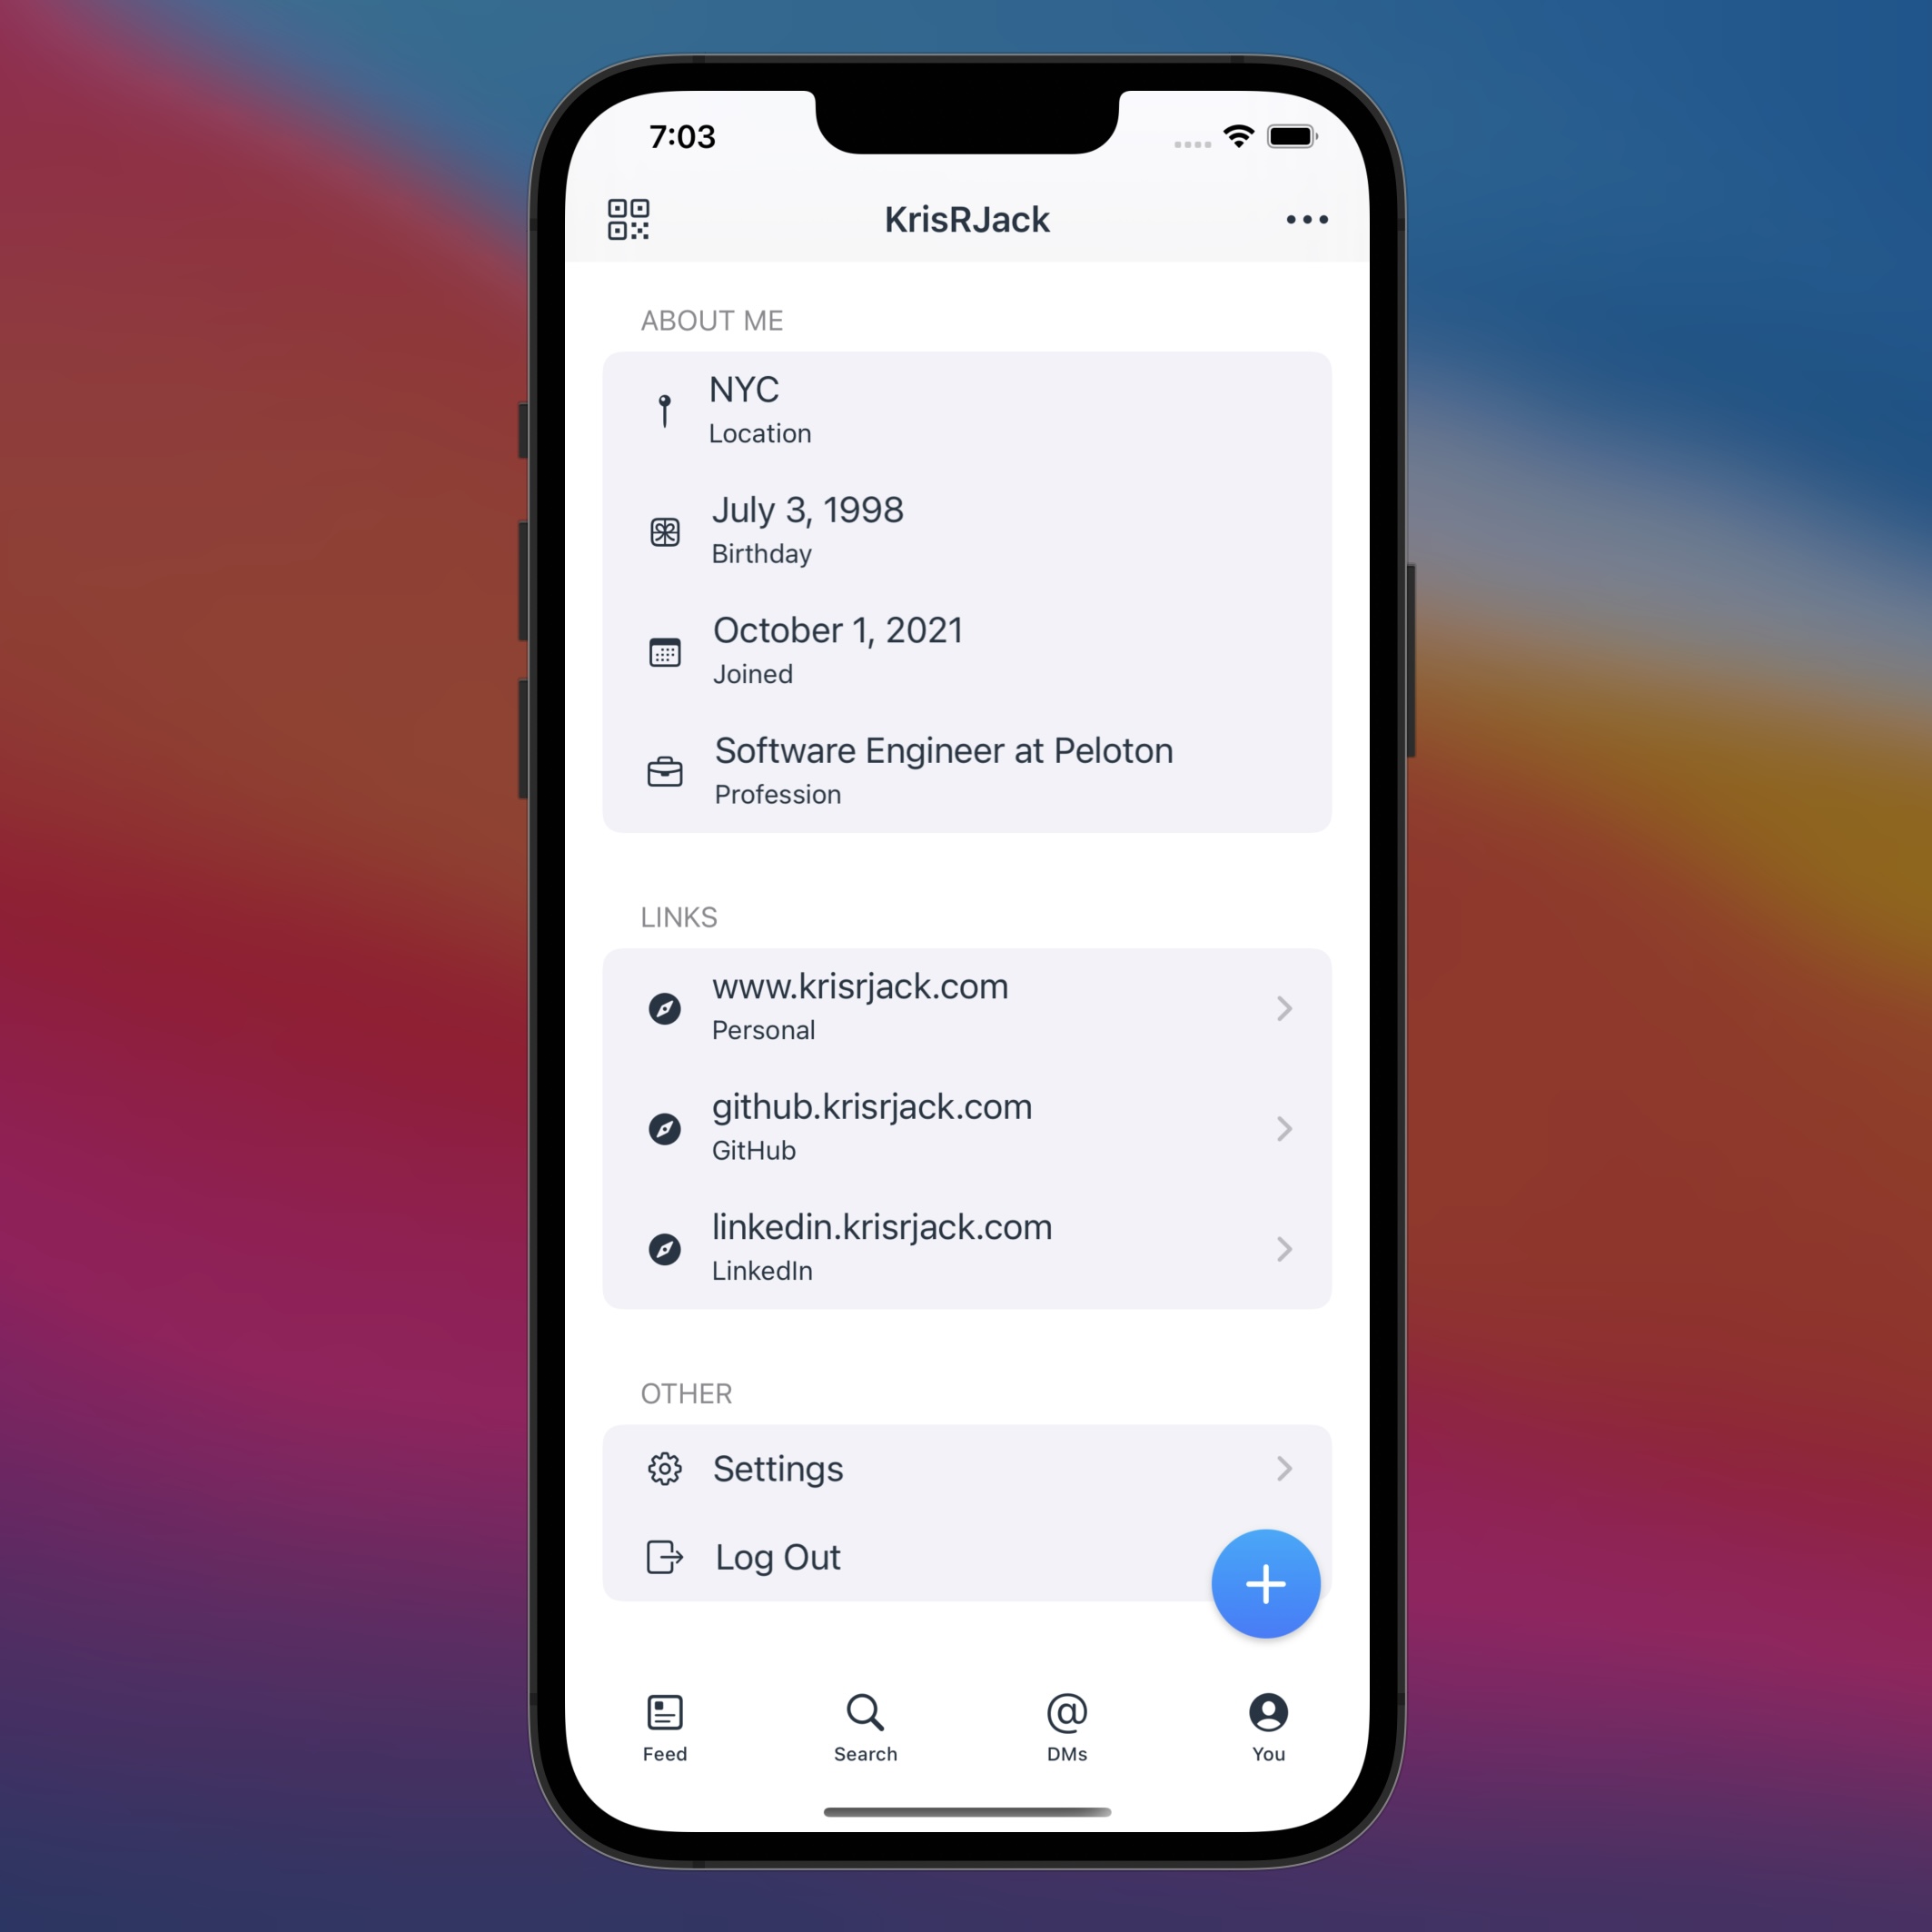 7:03
KrisRJack
ABOUT ME
NYC
Location
July 3, 1998
Birthday
October 1, 2021
Joined
Software Engineer at Peloton
Profession
LINKS
www.krisrjack.com
Personal
github.krisrjack.com
GitHub
linkedin.krisrjack.com
LinkedIn
OTHER
Settings
Log Out
Feed
Search
@
DMs
You